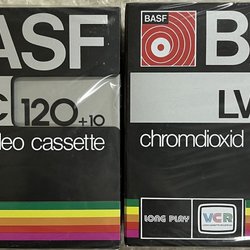 ASF
C 120+10
deo cassette
BASF
B
LV
chromdioxid
LONG PLAY
VCR